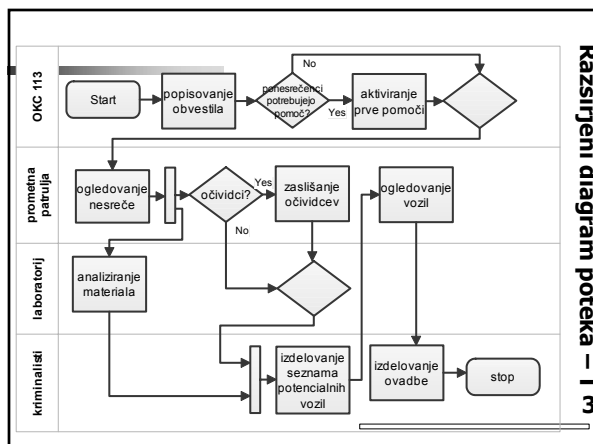 OKC 113
Start
popisovanje
obvestila
ponesrečenci
potrebujejo
pomoč?
No
Yes
aktiviranje
prve pomoči
prometna
patrulja
ogledovanje
nesreče
očividci?
Yes
No
zaslišanje
očividcev
ogledovanje
vozil
laboratorij
analiziranje
materiala
kriminalisti
izdelovanje
seznama
potencialnih
vozil
izdelovanje
ovadbe
stop
Razširjeni diagram poteka –
3